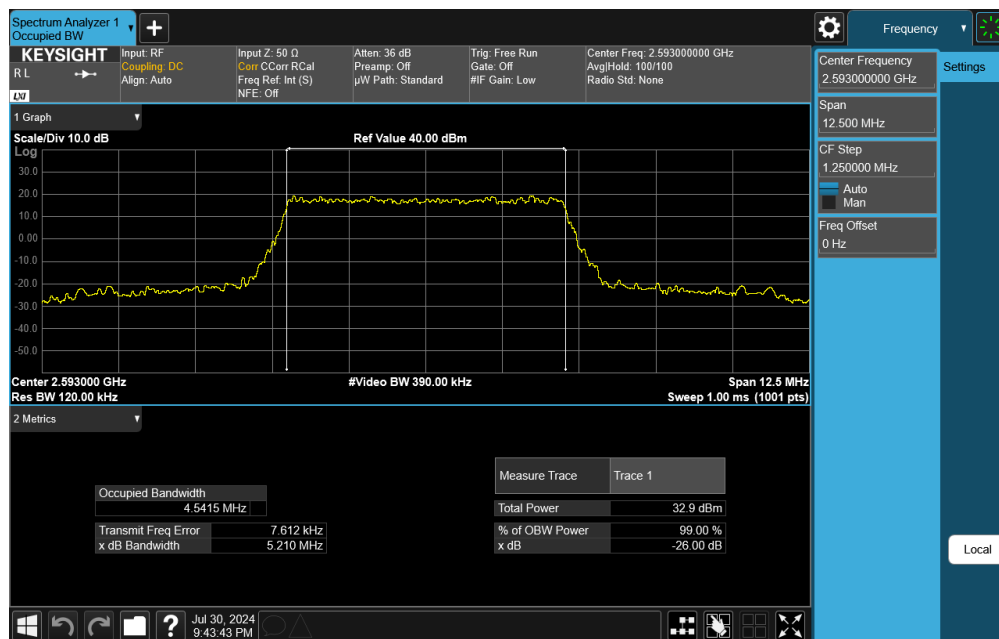 Spectrum Analyzer 1
Occupied BW
Frequency
KEYSIGHT
R L
LXI
Input: RF
Coupling: DC
Align: Auto
Input Z: 50 Ω
Corr CCorr RCal
Freq Ref: Int (S)
NFE: Off
Atten: 36 dB
Preamp: Off
µW Path: Standard
Trig: Free Run
Gate: Off
#IF Gain: Low
Center Freq: 2.593000000 GHz
Avg|Hold: 100/100
Radio Std: None
Center Frequency
2.593000000 GHz
Settings
Span
12.500 MHz
CF Step
1.250000 MHz
Auto
Man
Freq Offset
0 Hz
Local
1 Graph
Scale/Div 10.0 dB
Ref Value 40.00 dBm
Log
30.0
20.0
10.0
0.00
-10.0
-20.0
-30.0
-40.0
-50.0
Center 2.593000 GHz
#Video BW 390.00 kHz
Span 12.5 MHz
Res BW 120.00 kHz
Sweep 1.00 ms (1001 pts)
2 Metrics
Measure Trace
Trace 1
Occupied Bandwidth
4.5415 MHz
Total Power
32.9 dBm
Transmit Freq Error
7.612 kHz
% of OBW Power
99.00 %
x dB Bandwidth
5.210 MHz
x dB
-26.00 dB
?
Jul 30, 2024
9:43:43 PM